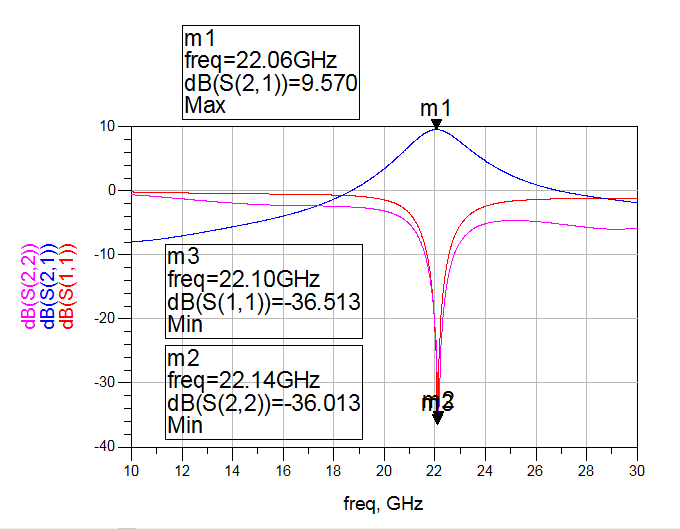 m1
freq=22.06GHz
dB(S(2,1))=9.570
Max
m1
10
0
-10
-20
-30
-40
dB(S(2,2))
dB(S(2,1))
dB(S(1,1))
m3
freq=22.10GHz
dB(S(1,1))=-36.513
Min
m2
freq=22.14GHz
dB(S(2,2))=-36.013
Min
m2
m3
10 12 14 16 18 20 22 24 26 28 30
freq, GHz